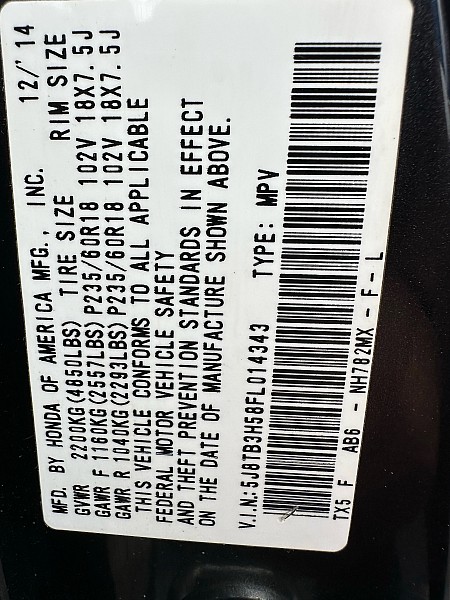 MFD. BY HONDA OF AMERICA MFG., INC. 12/'14
GVWR 2200KG(4850LBS) TIRE SIZE RIM SIZE
GAWR F 1160KG(2557LBS)P235/60R18 102V 18X7.5J
GAWR R 1040KG(2293LBS)P235/60R18 102V 18X7.5J
THIS VEHICLE CONFORMS TO ALL APPLICABLE
FEDERAL MOTOR VEHICLE SAFETY
AND THEFT PREVENTION STANDARDS IN EFFECT
ON THE DATE OF MANUFACTURE SHOWN ABOVE.
V.I.N.:5J8TB3H58FL014343 TYPE: MPV
TX5 F AB6 - NH782MX - F - L